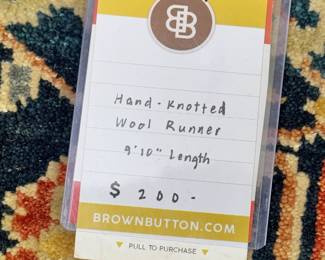 BB
Hand-Knotted
Wool Runner
9'10" Length
$ 200-
BROWNBUTTON.COM
PULL TO PURCHASE